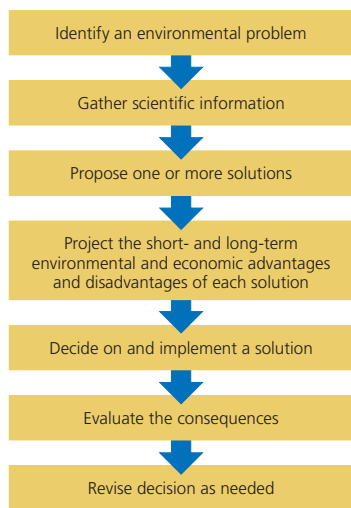 Identify an environmental problem
Gather scientific information
Propose one or more solutions
Project the short- and long-term
environmental and economic advantages
and disadvantages of each solution
Decide on and implement a solution
Evaluate the consequences
Revise decision as needed